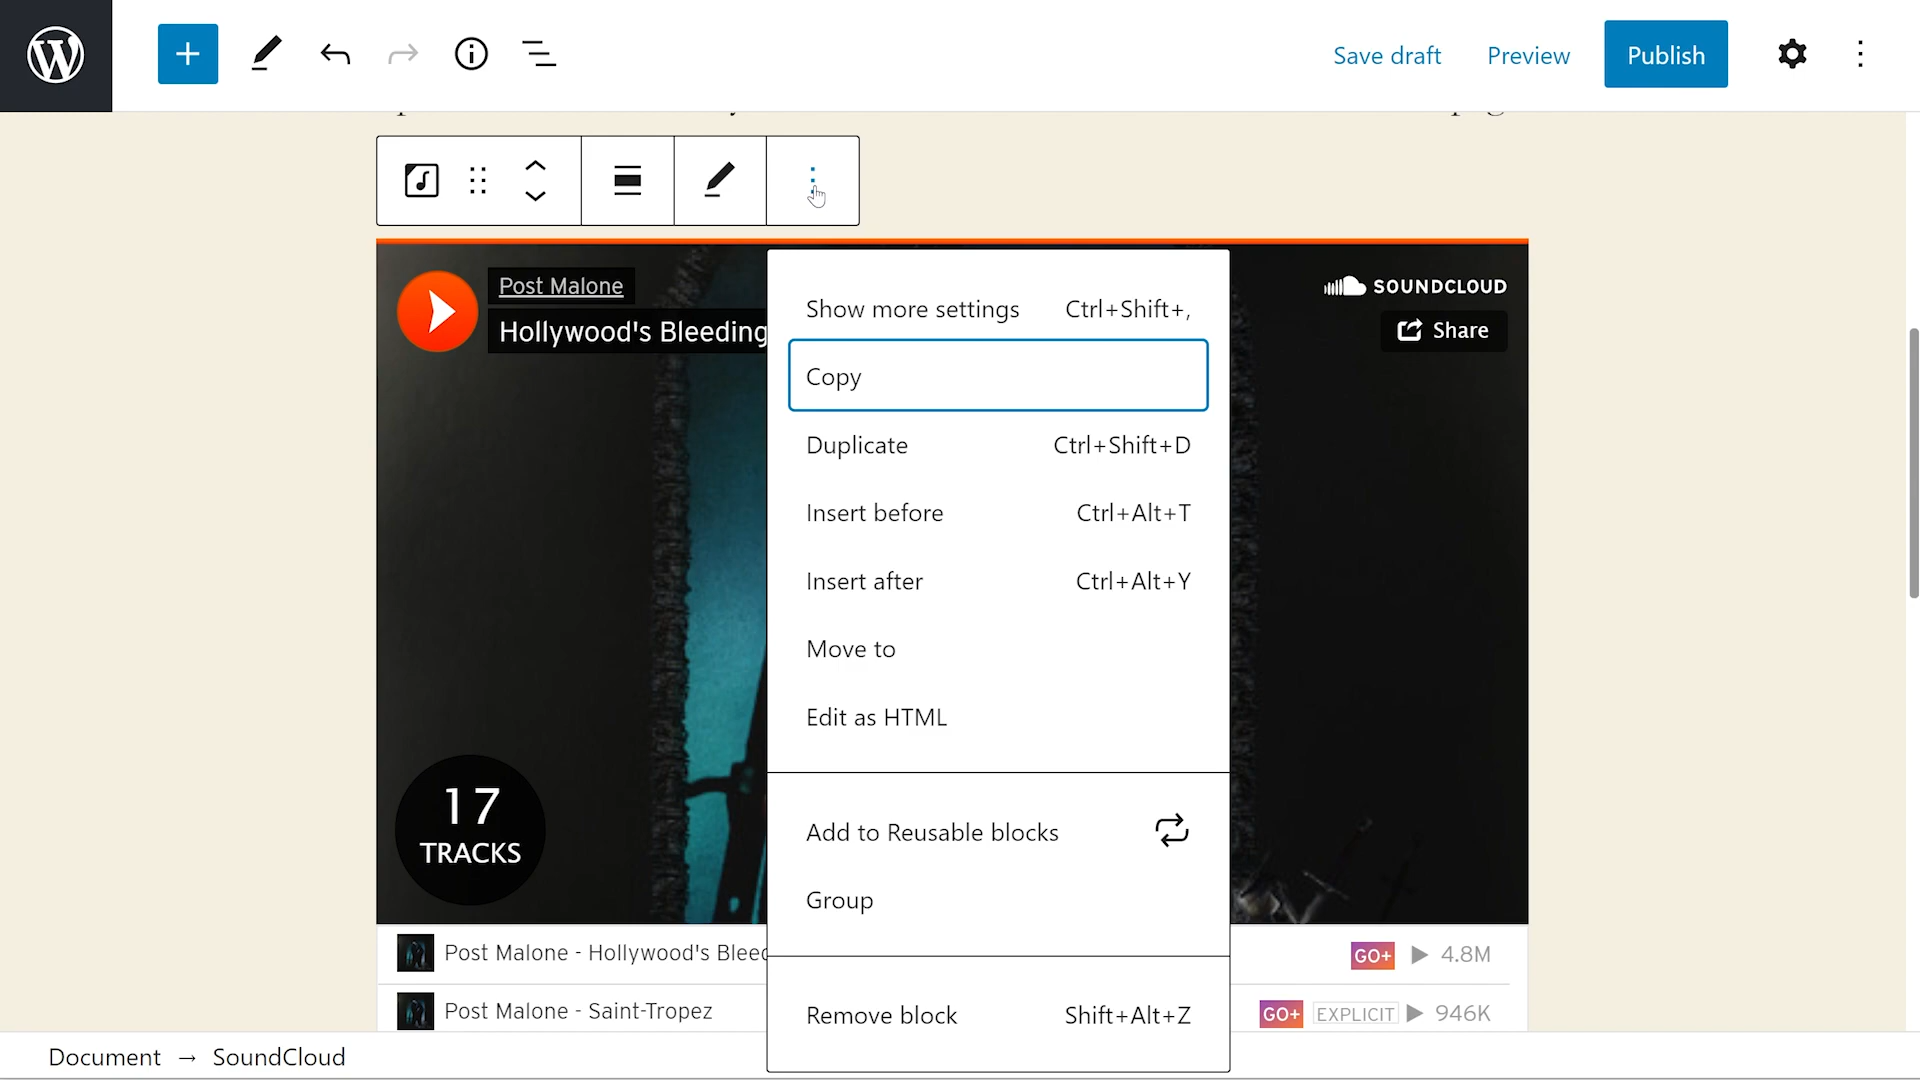 Save draft
Preview
Publish
Post Malone
Hollywood's Bleeding
SOUNDCLOUD
Share
Show more settings Ctrl+Shift+,
Copy
Duplicate Ctrl+Shift+D
Insert before Ctrl+Alt+T
Insert after Ctrl+Alt+Y
Move to
Edit as HTML
Add to Reusable blocks
Group
Remove block Shift+Alt+Z
17
TRACKS
Post Malone - Hollywood's Bleed
GO+ 4.8M
Post Malone - Saint-Tropez
GO+ EXPLICIT 946K
Document → SoundCloud